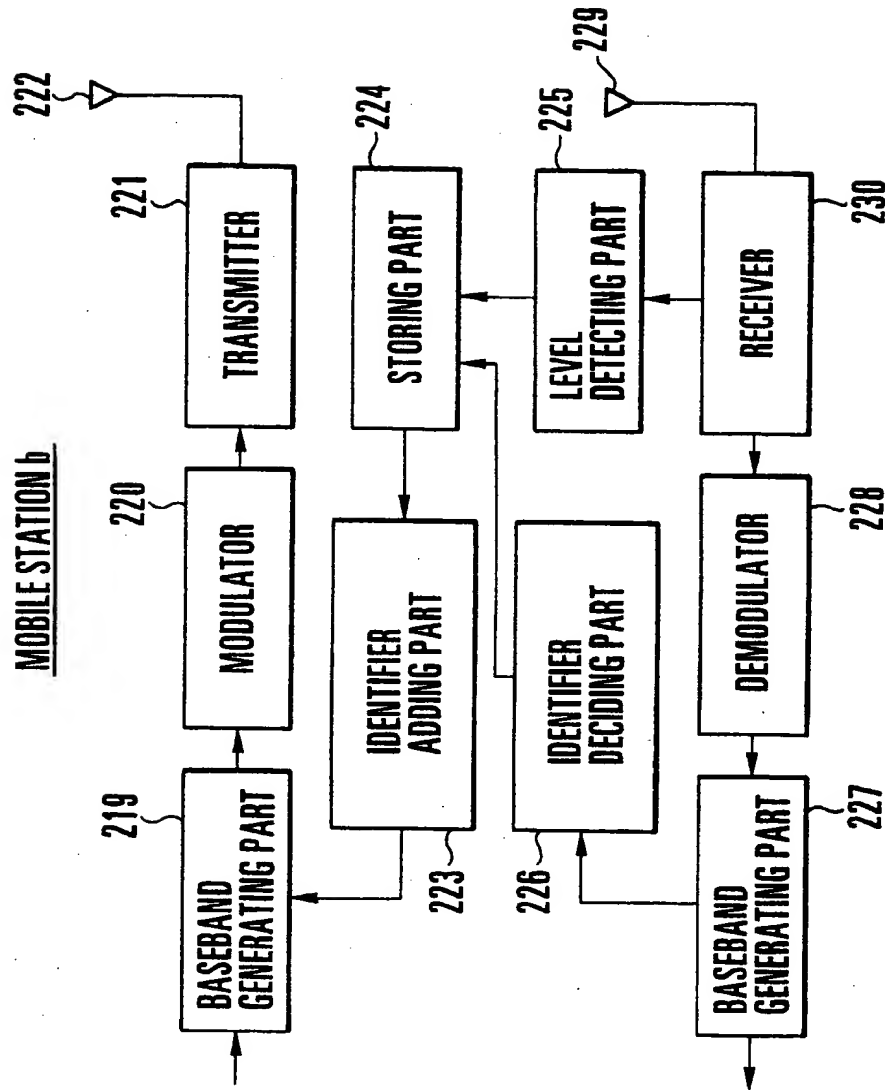 MOBILE STATION b
219
220
221
222
BASEBAND
GENERATING PART
MODULATOR
TRANSMITTER
224
IDENTIFIER
ADDING PART
STORING PART
223
225
229
226
IDENTIFIER
DECIDING PART
LEVEL
DETECTING PART
BASEBAND
GENERATING PART
DEMODULATOR
RECEIVER
227
228
230